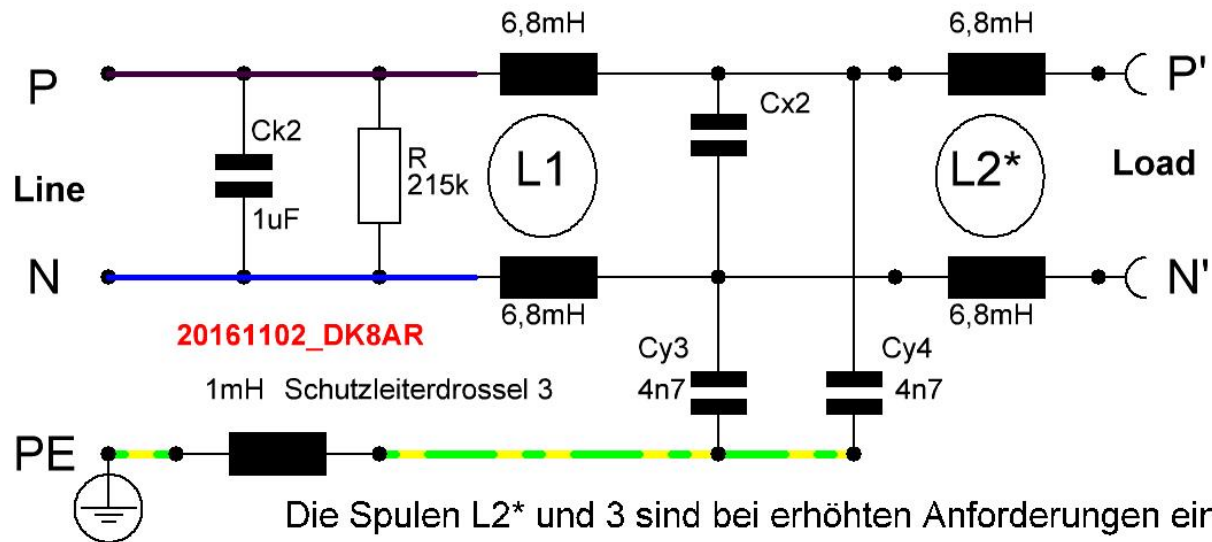 6,8mH
6,8mH
P
P'
Ck2
Cx2
R
215k
L1
L2*
Line
Load
1uF
N
N'
6,8mH
6,8mH
20161102_DK8AR
Cy3
Cy4
1mH Schutzleiterdrossel 3
4n7
4n7
PE
Die Spulen L2* und 3 sind bei erhöhten Anforderungen